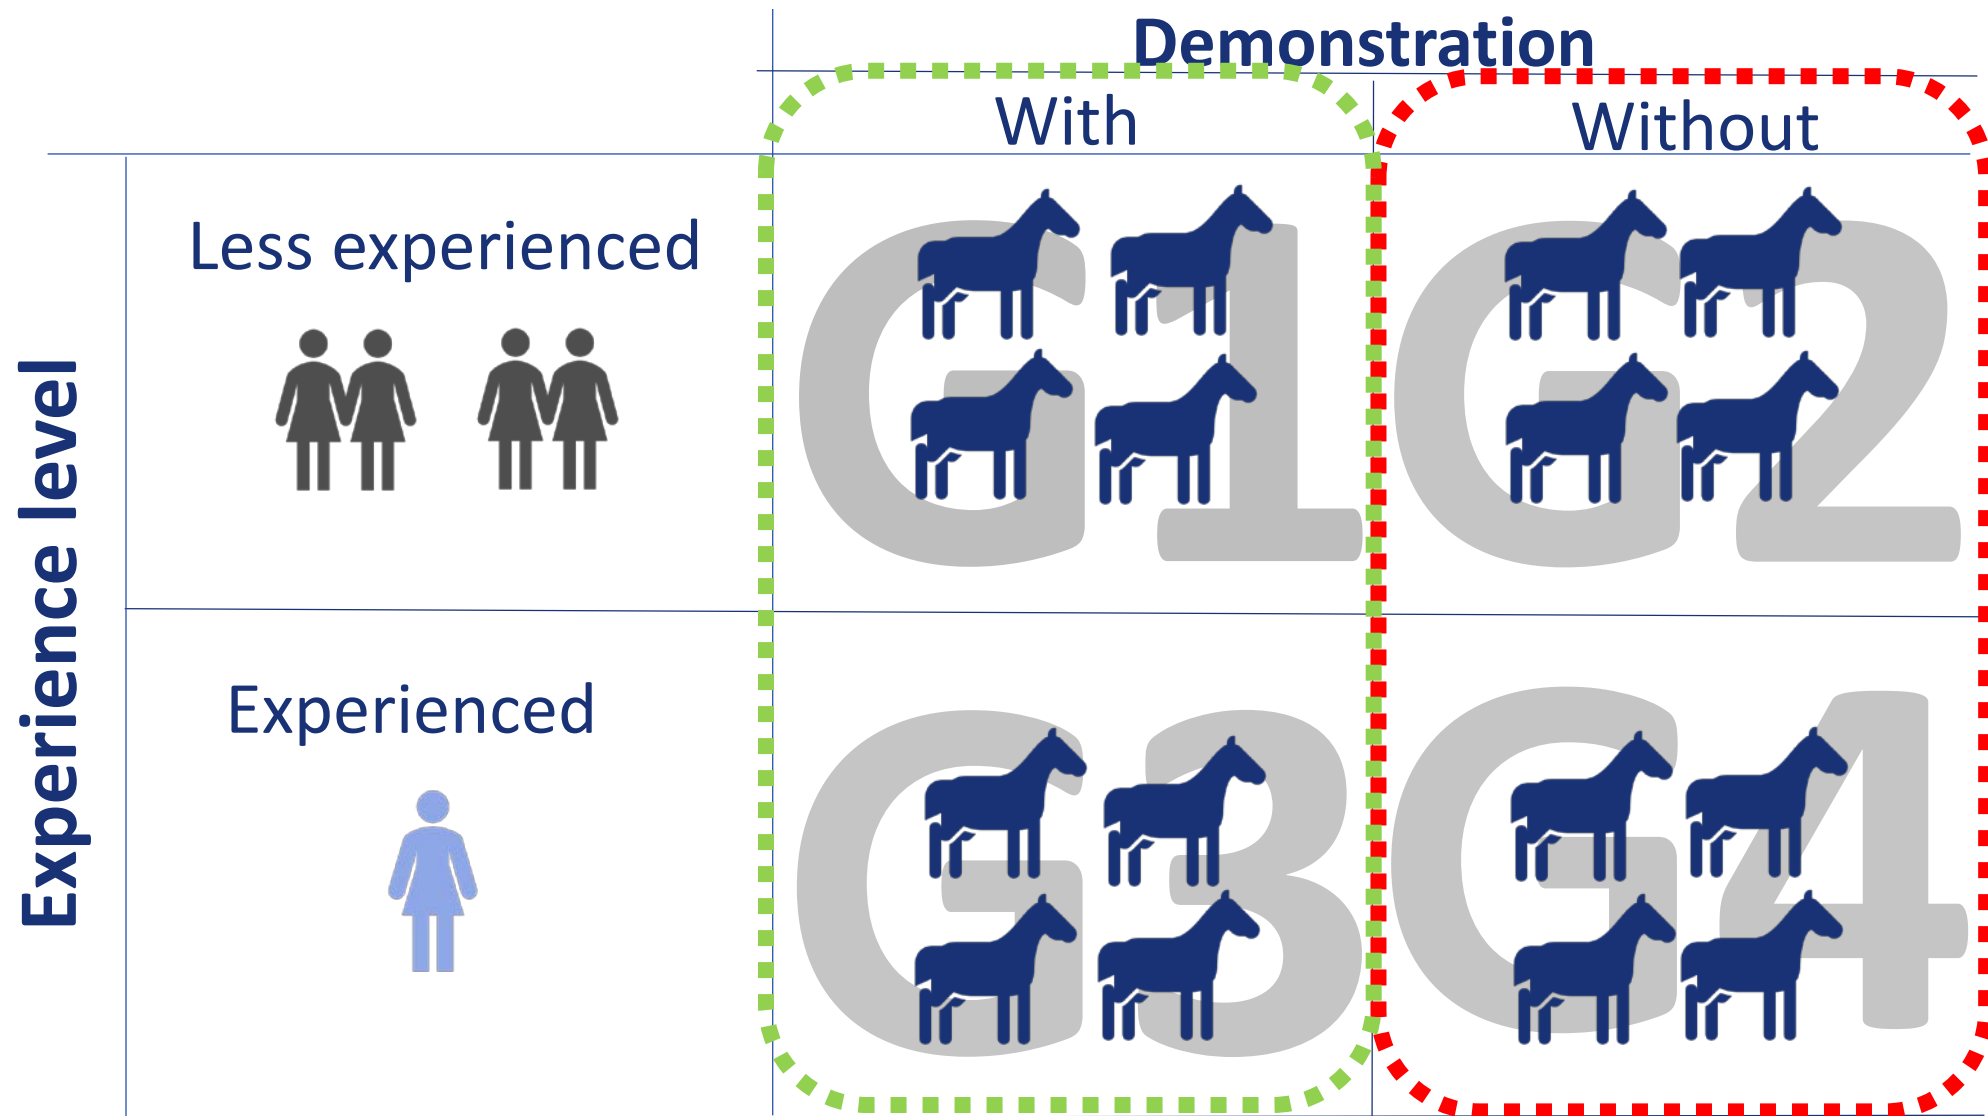 Demonstration
With
Without
Experience level
Less experienced
G1
G2
Experienced
G3
G4